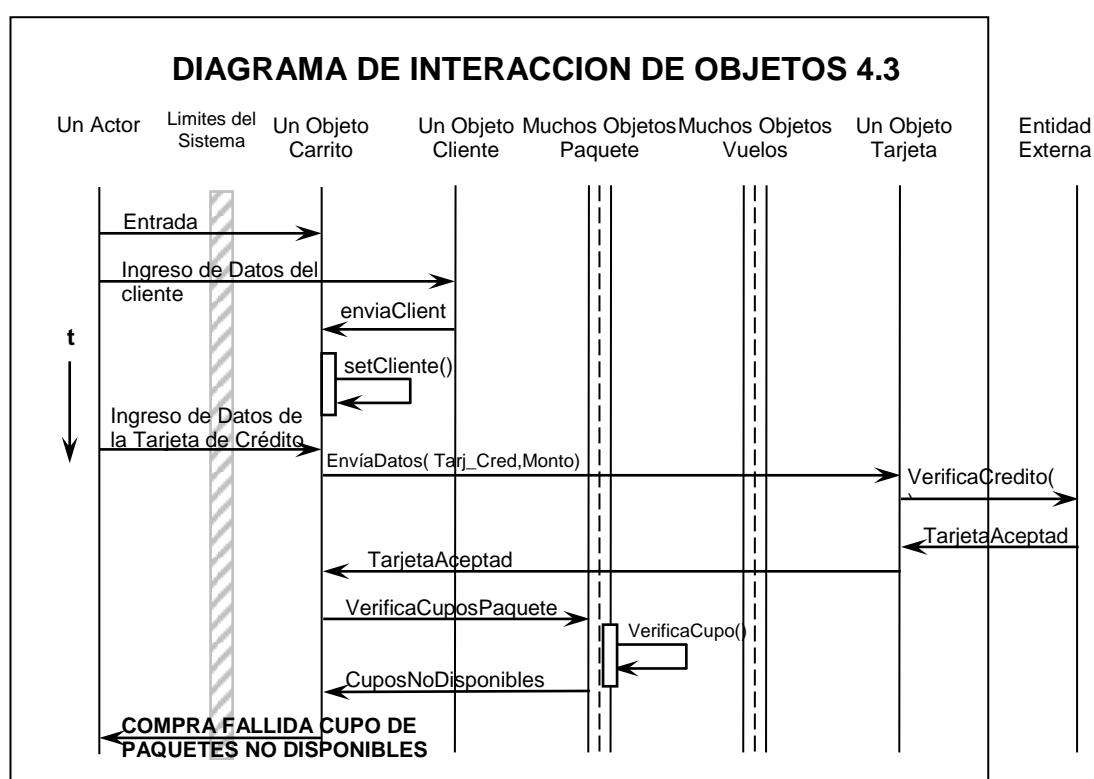 DIAGRAMA DE INTERACCION DE OBJETOS 4.3
Un Actor
Limites del
Sistema
Un Objeto
Carrito
Un Objeto
Cliente
Muchos Objetos
Paquete
Muchos Objetos
Vuelos
Un Objeto
Tarjeta
Entidad
Externa
Entrada
Ingreso de Datos del
cliente
enviaClient
t
setCliente()
Ingreso de Datos de
la Tarjeta de Crédito
EnvíaDatos( Tarj_Cred,Monto)
VerificaCredito(
TarjetaAceptad
TarjetaAceptad
VerificaCuposPaquete
VerificaCupo()
CuposNoDisponibles
COMPRA FALLIDA CUPO DE
PAQUETES NO DISPONIBLES